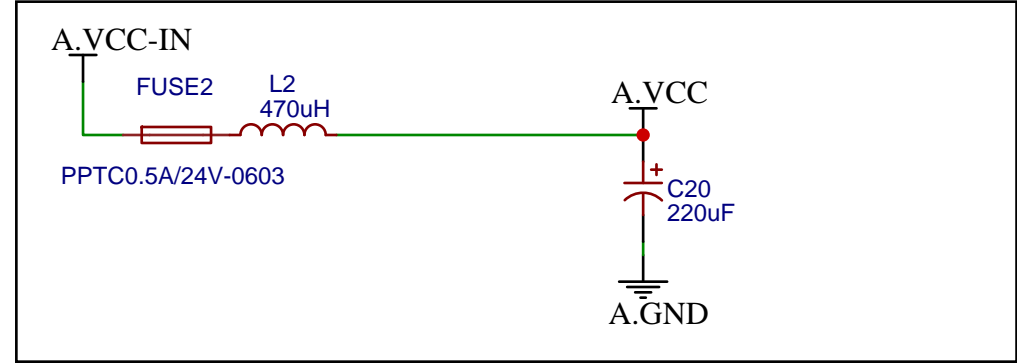 A.VCC-IN
FUSE2
L2
470uH
A.VCC
PPTC0.5A/24V-0603
+
C20
220uF
A.GND